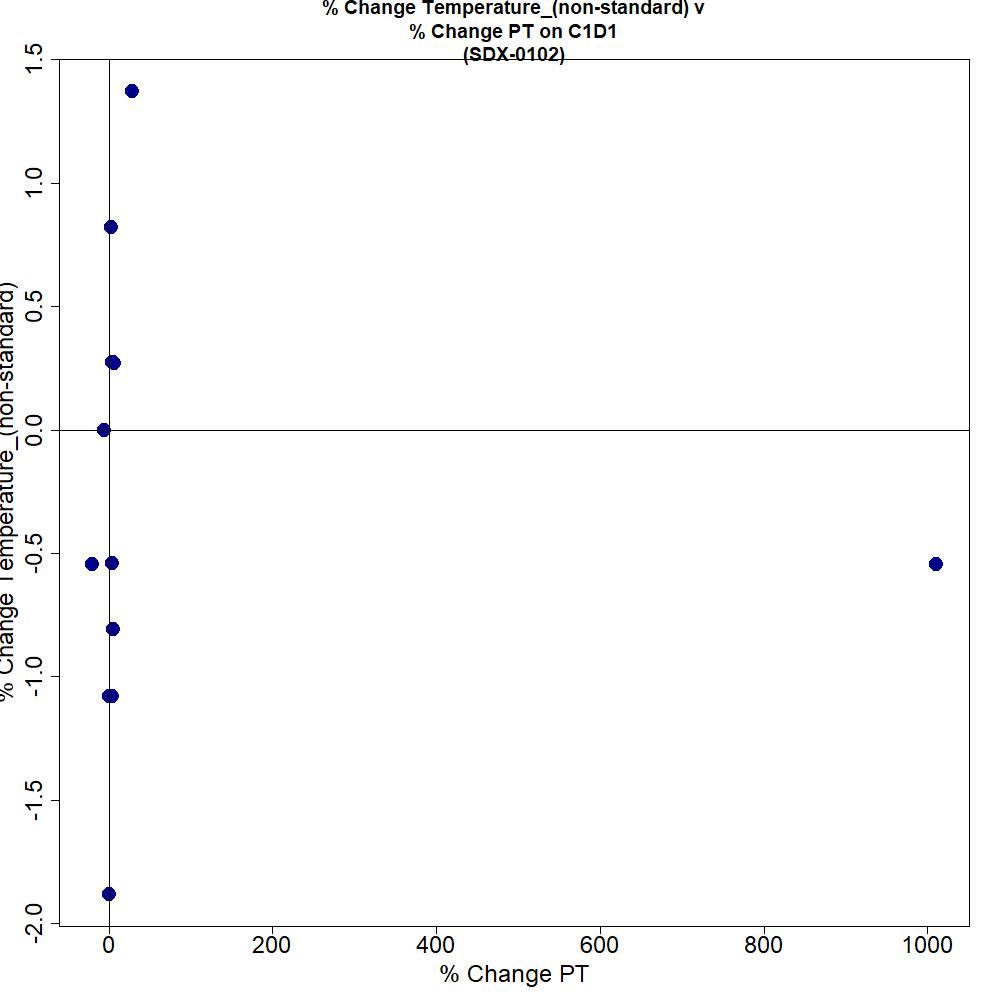 % Change Temperature_(non-standard) v
% Change PT on C1D1
(SDX-0102)
% Change Temperature_(non-standard)
1.5
1.0
0.5
0.0
-0.5
-1.0
-1.5
-2.0
0 200 400 600 800 1000
% Change PT